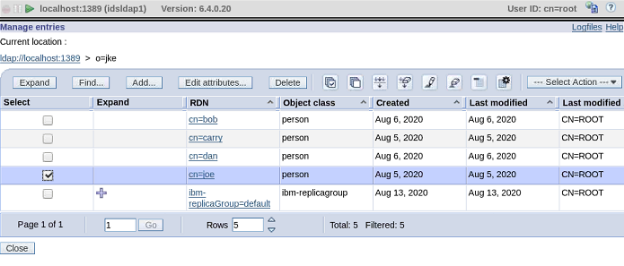 localhost:1389 (idsldap1) Version: 6.4.0.20 User ID: cn=root
Manage entries Logfiles Help
Current location :
ldap://localhost:1389 > o=jke
Expand Find... Add... Edit attributes... Delete --- Select Action ---
Select Expand RDN Object class Created Last modified Last modified
cn=bob person Aug 6, 2020 Aug 6, 2020 CN=ROOT
cn=carry person Aug 5, 2020 Aug 5, 2020 CN=ROOT
cn=dan person Aug 6, 2020 Aug 6, 2020 CN=ROOT
cn=joe person Aug 5, 2020 Aug 5, 2020 CN=ROOT
ibm-replicaGroup=default ibm-replicagroup Aug 13, 2020 Aug 13, 2020 CN=ROOT
Page 1 of 1 1 Go Rows 5 Total: 5 Filtered: 5
Close